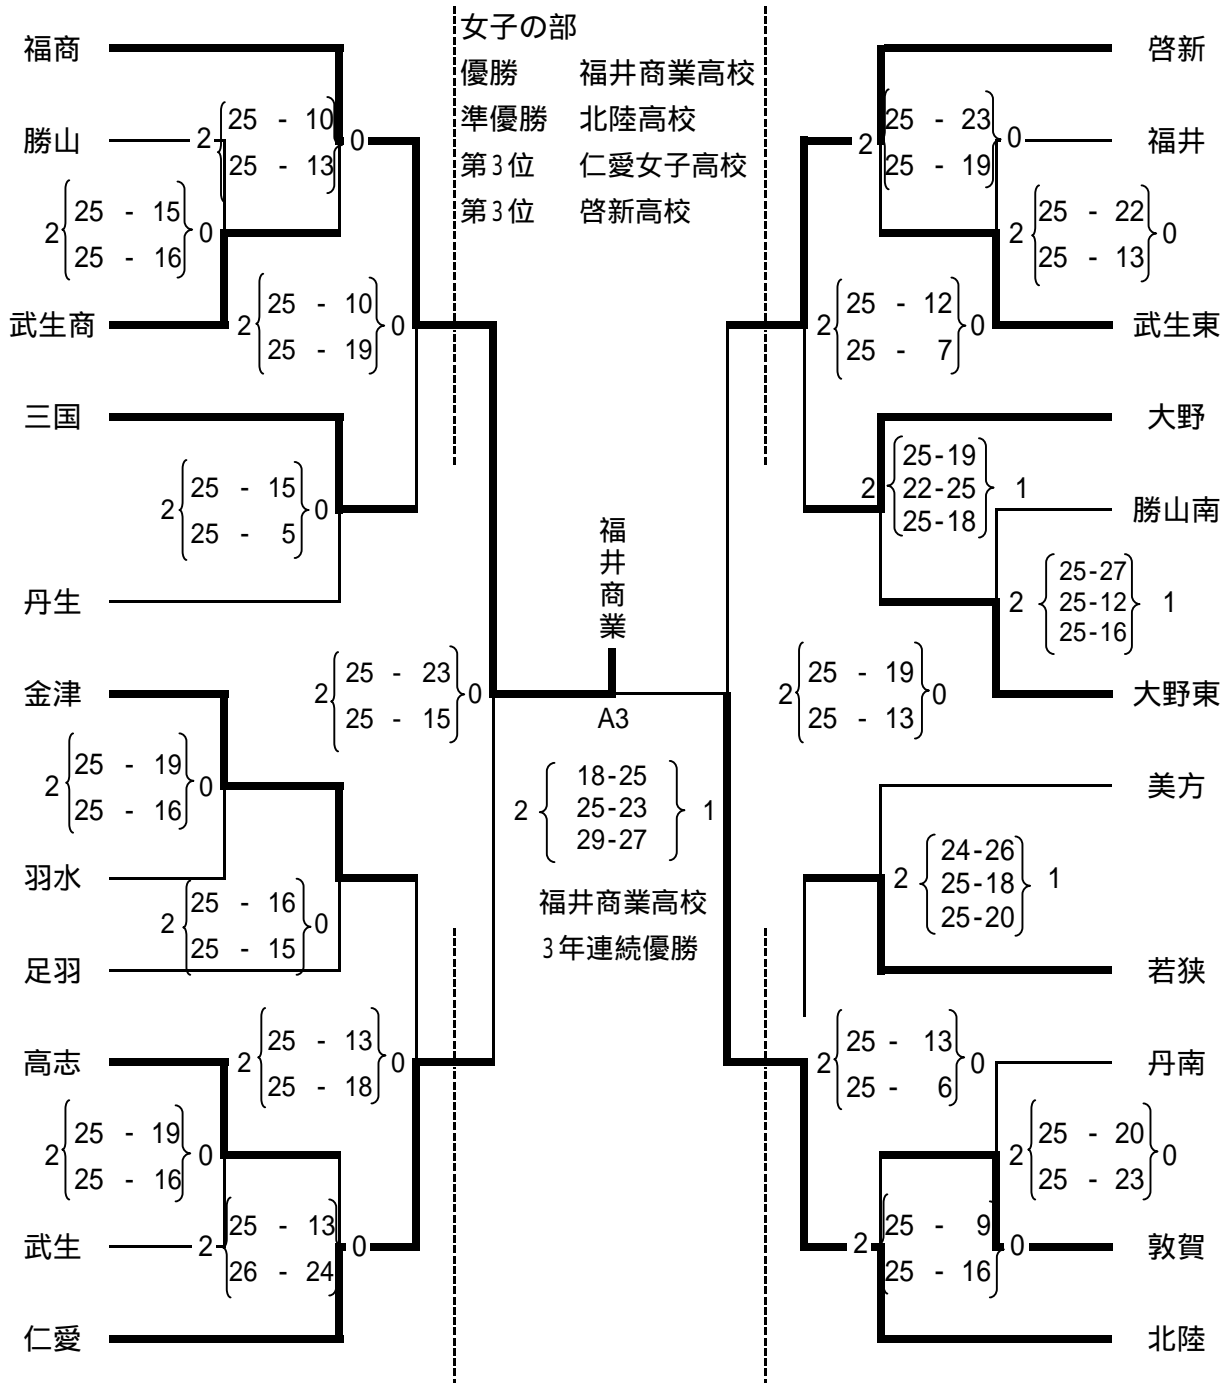 女子の部
優勝 福井商業高校
準優勝 北陸高校
第3位 仁愛女子高校
第3位 啓新高校
福商
勝山
2 25 - 10 0
25 - 13
2 25 - 15 0
25 - 16
武生商
2 25 - 10 0
25 - 19
三国
2 25 - 15 0
25 - 5
丹生
2 25 - 23 0
25 - 15
金津
2 25 - 19 0
25 - 16
羽水
2 25 - 16 0
25 - 15
足羽
高志
2 25 - 13 0
25 - 18
2 25 - 19 0
25 - 16
武生
2 25 - 13 0
26 - 24
仁愛
福井商業
A3
2 18-25 1
25-23
29-27
福井商業高校
3年連続優勝
啓新
2 25 - 23 0
25 - 19
福井
2 25 - 22 0
25 - 13
武生東
2 25 - 12 0
25 - 7
大野
2 25-19 1
22-25
25-18
勝山南
2 25-27 1
25-12
25-16
大野東
2 25 - 19 0
25 - 13
美方
2 24-26 1
25-18
25-20
若狭
2 25 - 13 0
25 - 6
丹南
2 25 - 20 0
25 - 23
敦賀
2 25 - 9 0
25 - 16
北陸